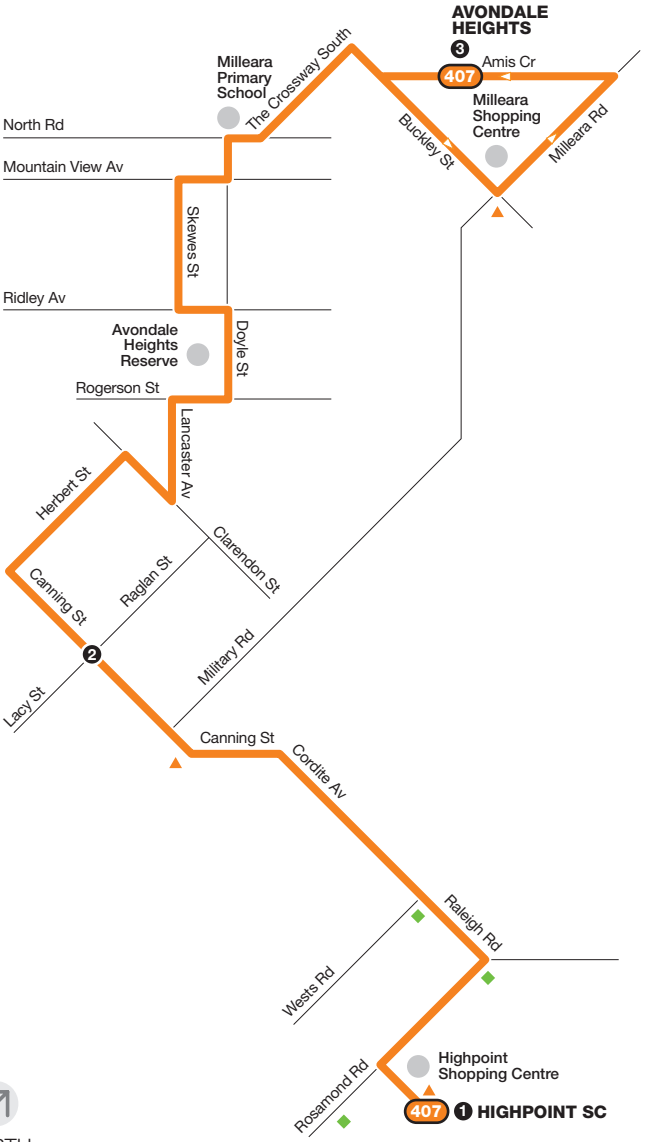 AVONDALE
HEIGHTS
3
407
Amis Cr
Milleara
Primary
School
The Crossway South
Milleara
Shopping
Centre
Buckley St
Milleara Rd
North Rd
Mountain View Av
Skewes St
Ridley Av
Avondale
Heights
Reserve
Doyle St
Rogerson St
Lancaster Av
Herbert St
Clarendon St
Raglan St
Canning St
2
Lacy St
Military Rd
Canning St
Cordite Av
Raleigh Rd
Wests Rd
Rosamond Rd
Highpoint
Shopping Centre
407
1 HIGHPOINT SC